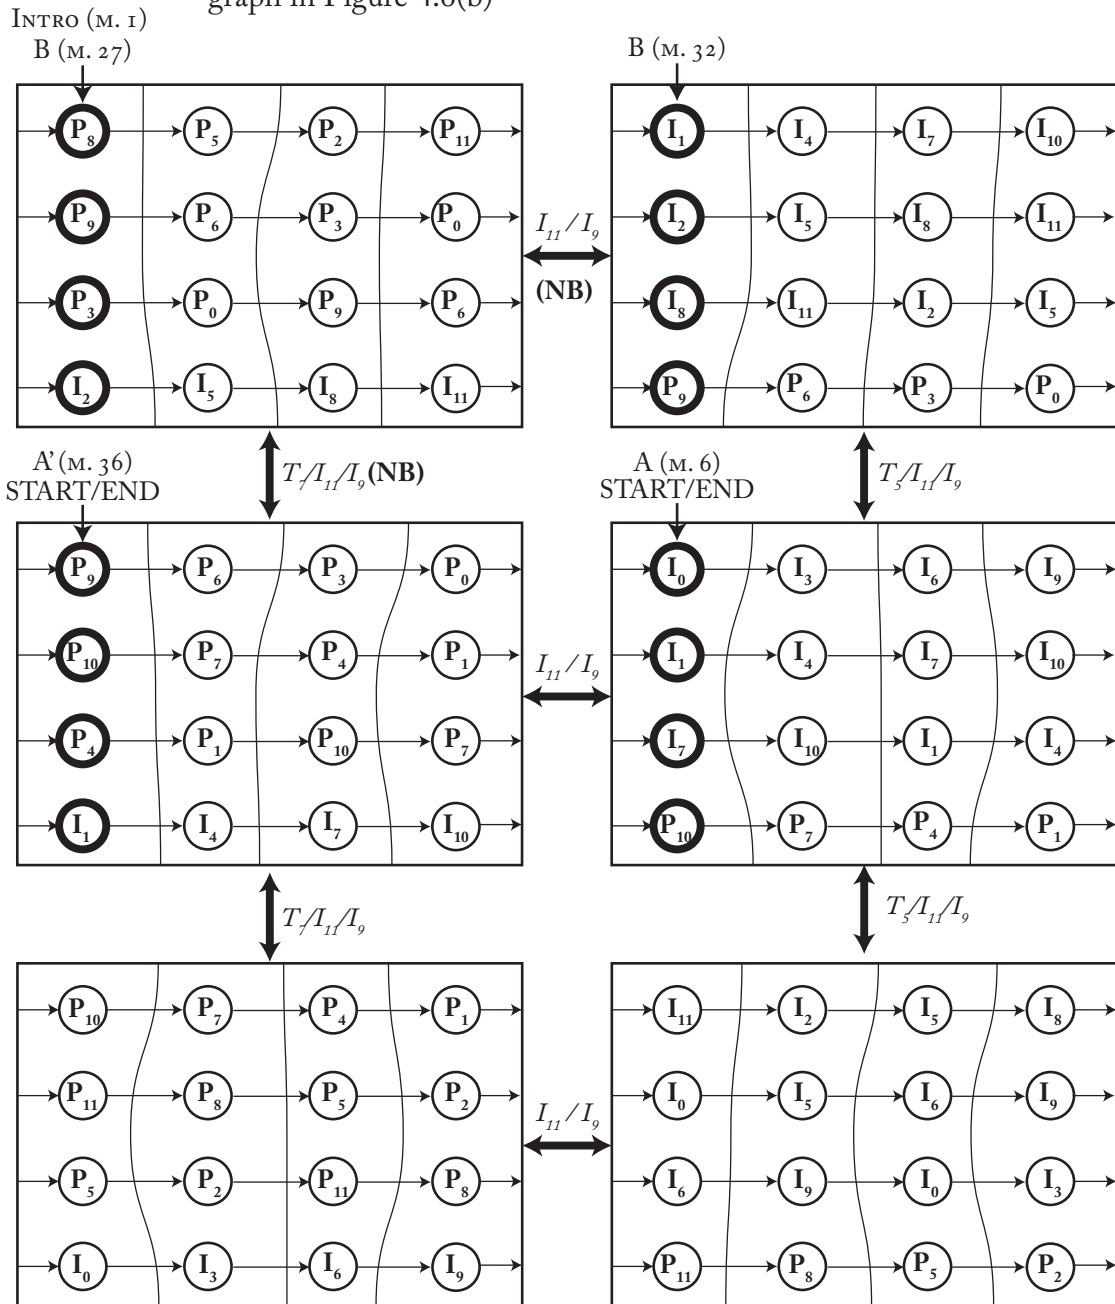 graph in Figure 4.6(b)
INTRO (M. 1)
B (M. 27)
B (M. 32)
P₈ P₅ P₂ P₁₁
P₉ P₆ P₃ P₀
P₃ P₀ P₉ P₆
I₂ I₅ I₈ I₁₁
I₁₁/I₉
(NB)
I₁ I₄ I₇ I₁₀
I₂ I₅ I₈ I₁₁
I₈ I₁₁ I₂ I₅
P₉ P₆ P₃ P₀
A' (M. 36)
START/END
T₇/I₁₁/I₉ (NB)
A (M. 6)
START/END
T₅/I₁₁/I₉
P₉ P₆ P₃ P₀
P₁₀ P₇ P₄ P₁
P₄ P₁ P₁₀ P₇
I₁ I₄ I₇ I₁₀
I₁₁/I₉
I₀ I₃ I₆ I₉
I₁ I₄ I₇ I₁₀
I₇ I₁₀ I₁ I₄
P₁₀ P₇ P₄ P₁
T₇/I₁₁/I₉
T₅/I₁₁/I₉
P₁₀ P₇ P₄ P₁
P₁₁ P₈ P₅ P₂
P₅ P₂ P₁₁ P₈
I₀ I₃ I₆ I₉
I₁₁/I₉
I₁₁ I₂ I₅ I₈
I₀ I₅ I₆ I₉
I₆ I₉ I₀ I₃
P₁₁ P₈ P₅ P₂